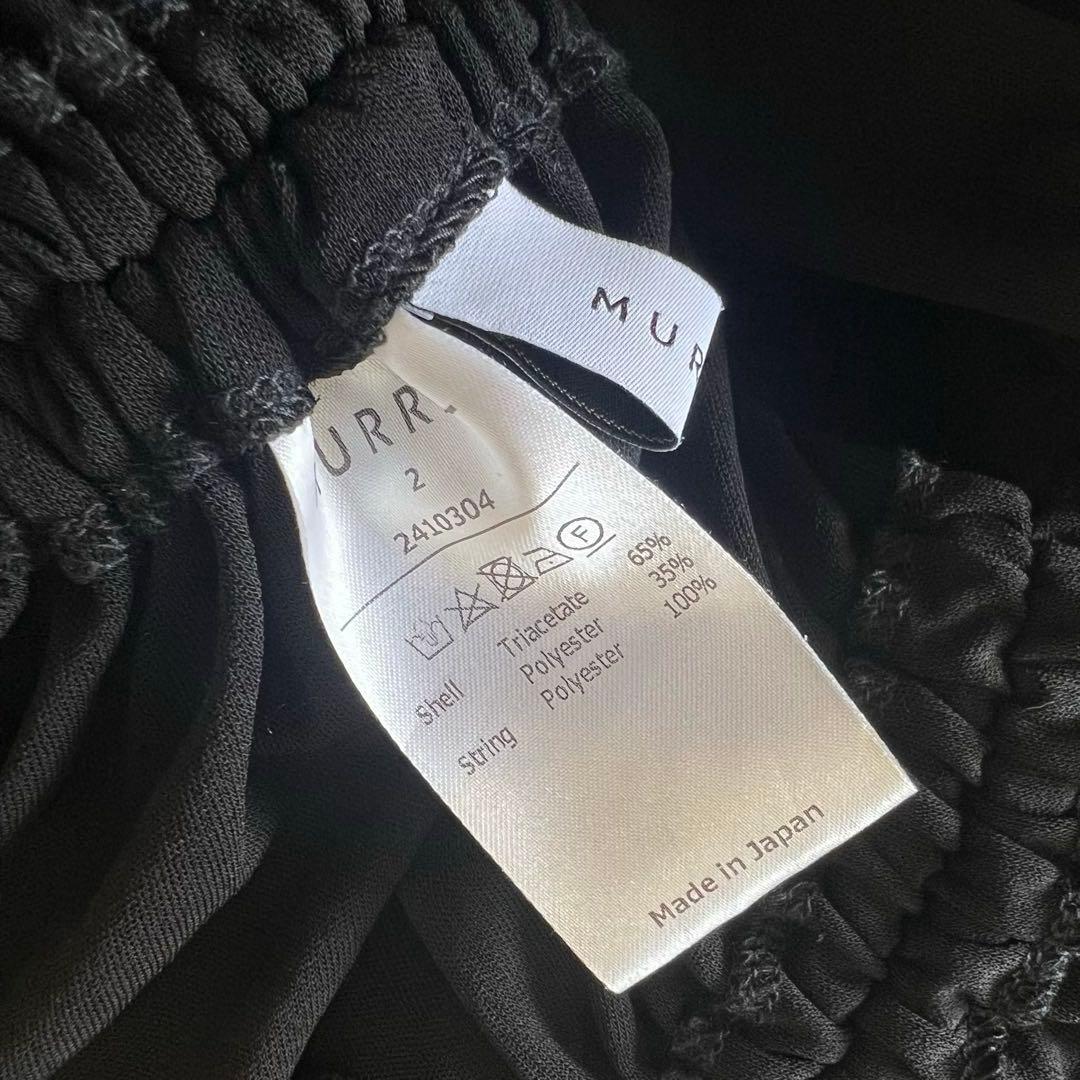 MUR
URR.
2
2410304
F
Shell Triacetate 65%
Polyester 35%
String Polyester 100%
Made in Japan